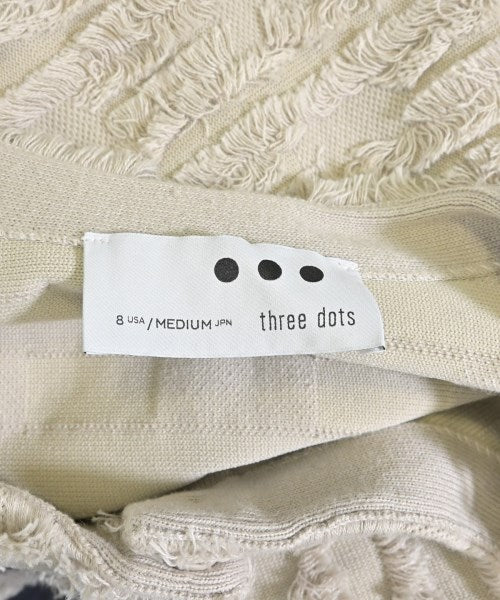 8 USA / MEDIUM JPN three dots